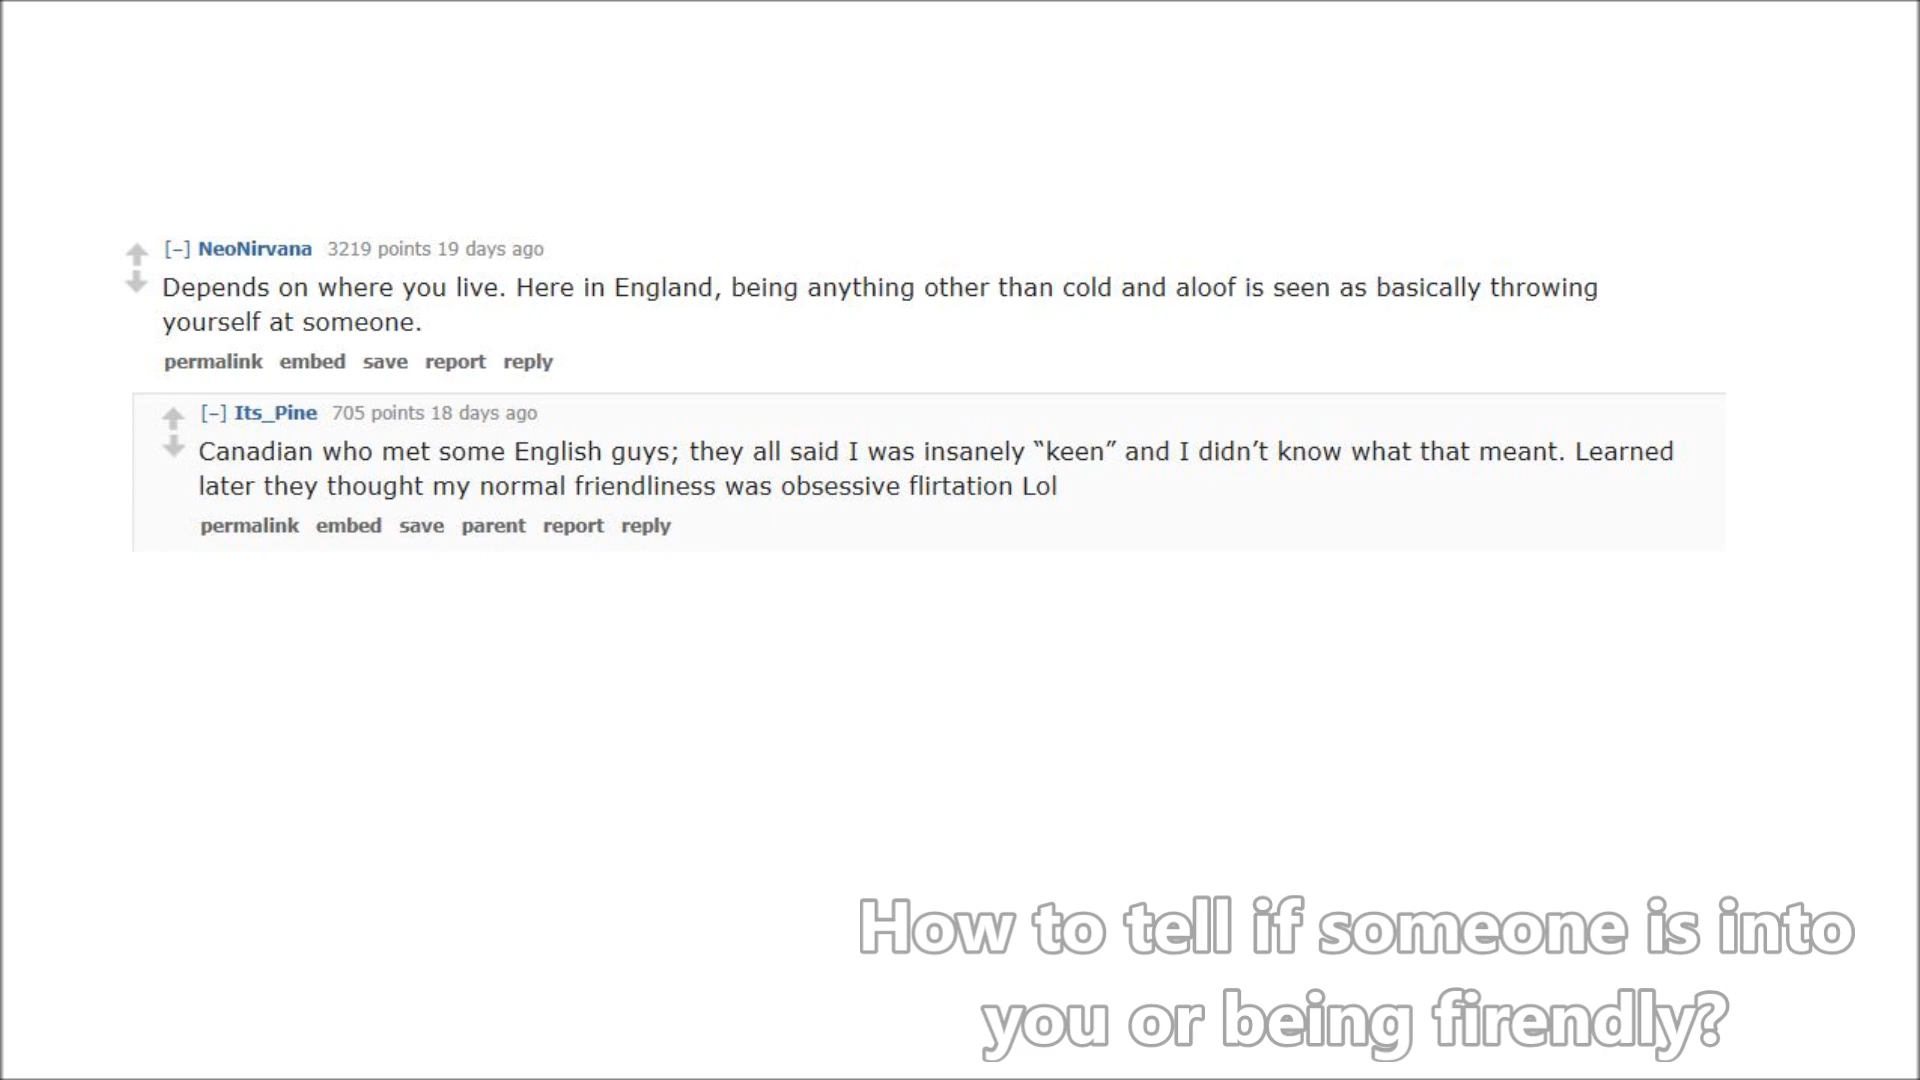 [–] NeoNirvana 3219 points 19 days ago
Depends on where you live. Here in England, being anything other than cold and aloof is seen as basically throwing
yourself at someone.
permalink embed save report reply
[–] Its_Pine 705 points 18 days ago
Canadian who met some English guys; they all said I was insanely “keen” and I didn’t know what that meant. Learned
later they thought my normal friendliness was obsessive flirtation Lol
permalink embed save parent report reply
How to tell if someone is into
you or being firendly?